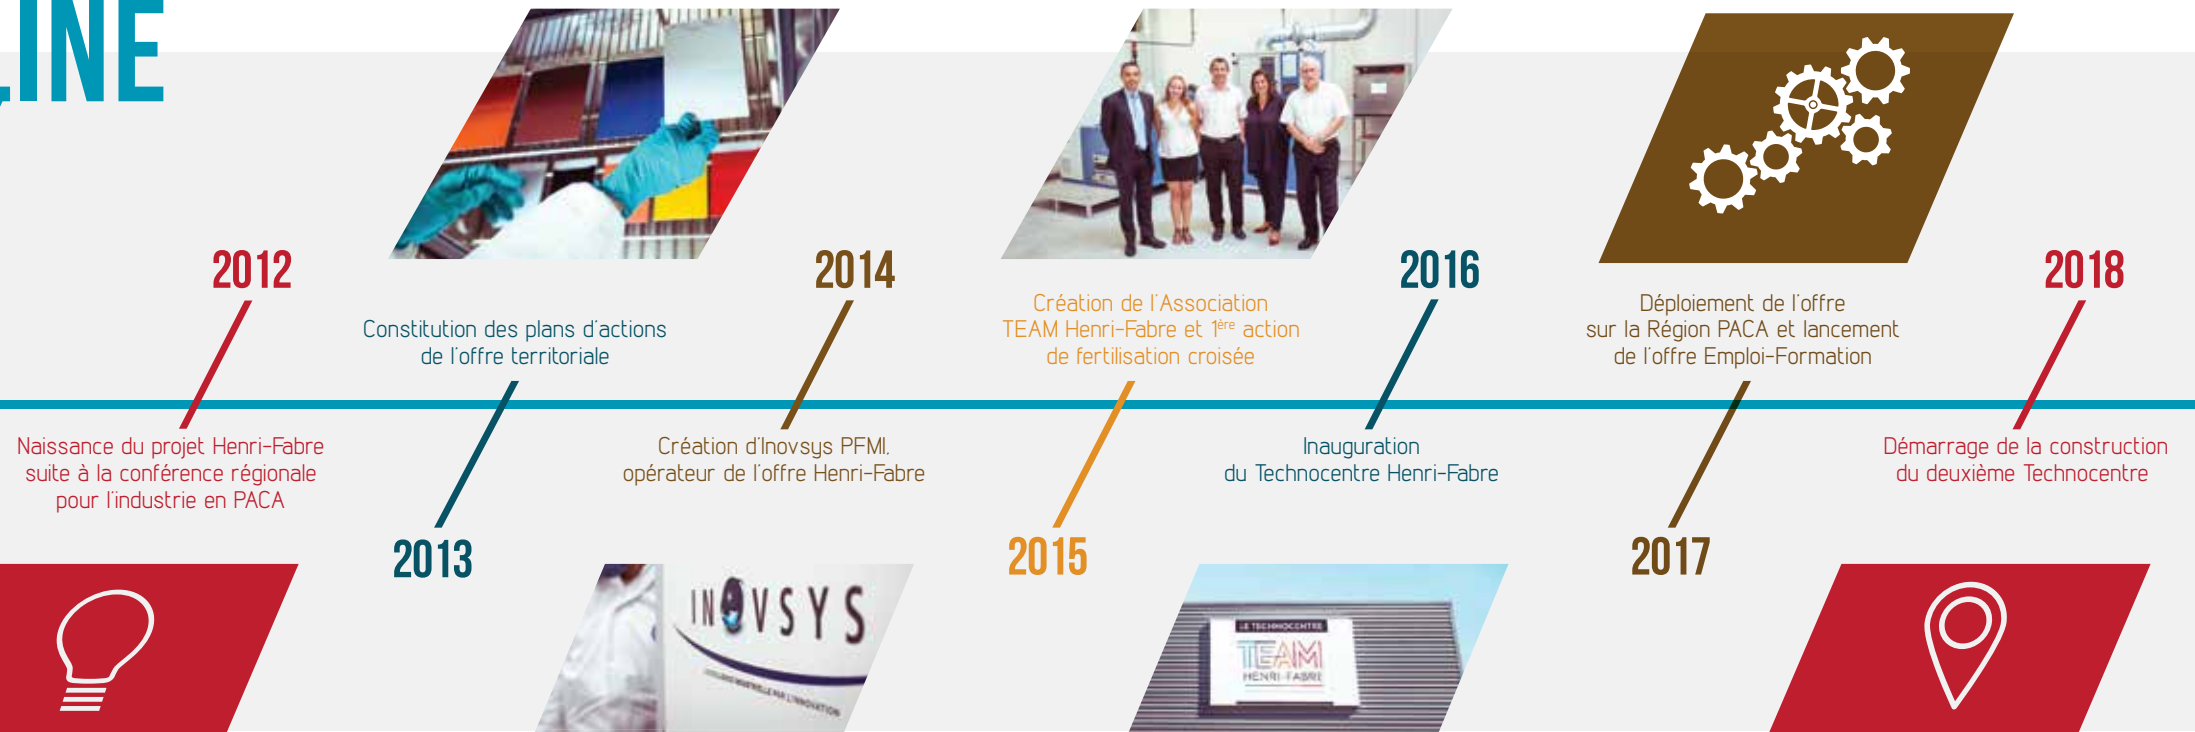 LINE
2012
Naissance du projet Henri-Fabre
suite à la conférence régionale
pour l'industrie en PACA
Constitution des plans d'actions
de l'offre territoriale
2013
2014
Création d'Inovsys PFMI,
opérateur de l'offre Henri-Fabre
INOVSYS
INDUSTRIELLE PAR L'INNOVATION
Création de l'Association
TEAM Henri-Fabre et 1ère action
de fertilisation croisée
2015
2016
Inauguration
du Technocentre Henri-Fabre
LE TECHNOCENTRE
TEAM
HENRI-FABRE
Déploiement de l'offre
sur la Région PACA et lancement
de l'offre Emploi-Formation
2017
2018
Démarrage de la construction
du deuxième Technocentre